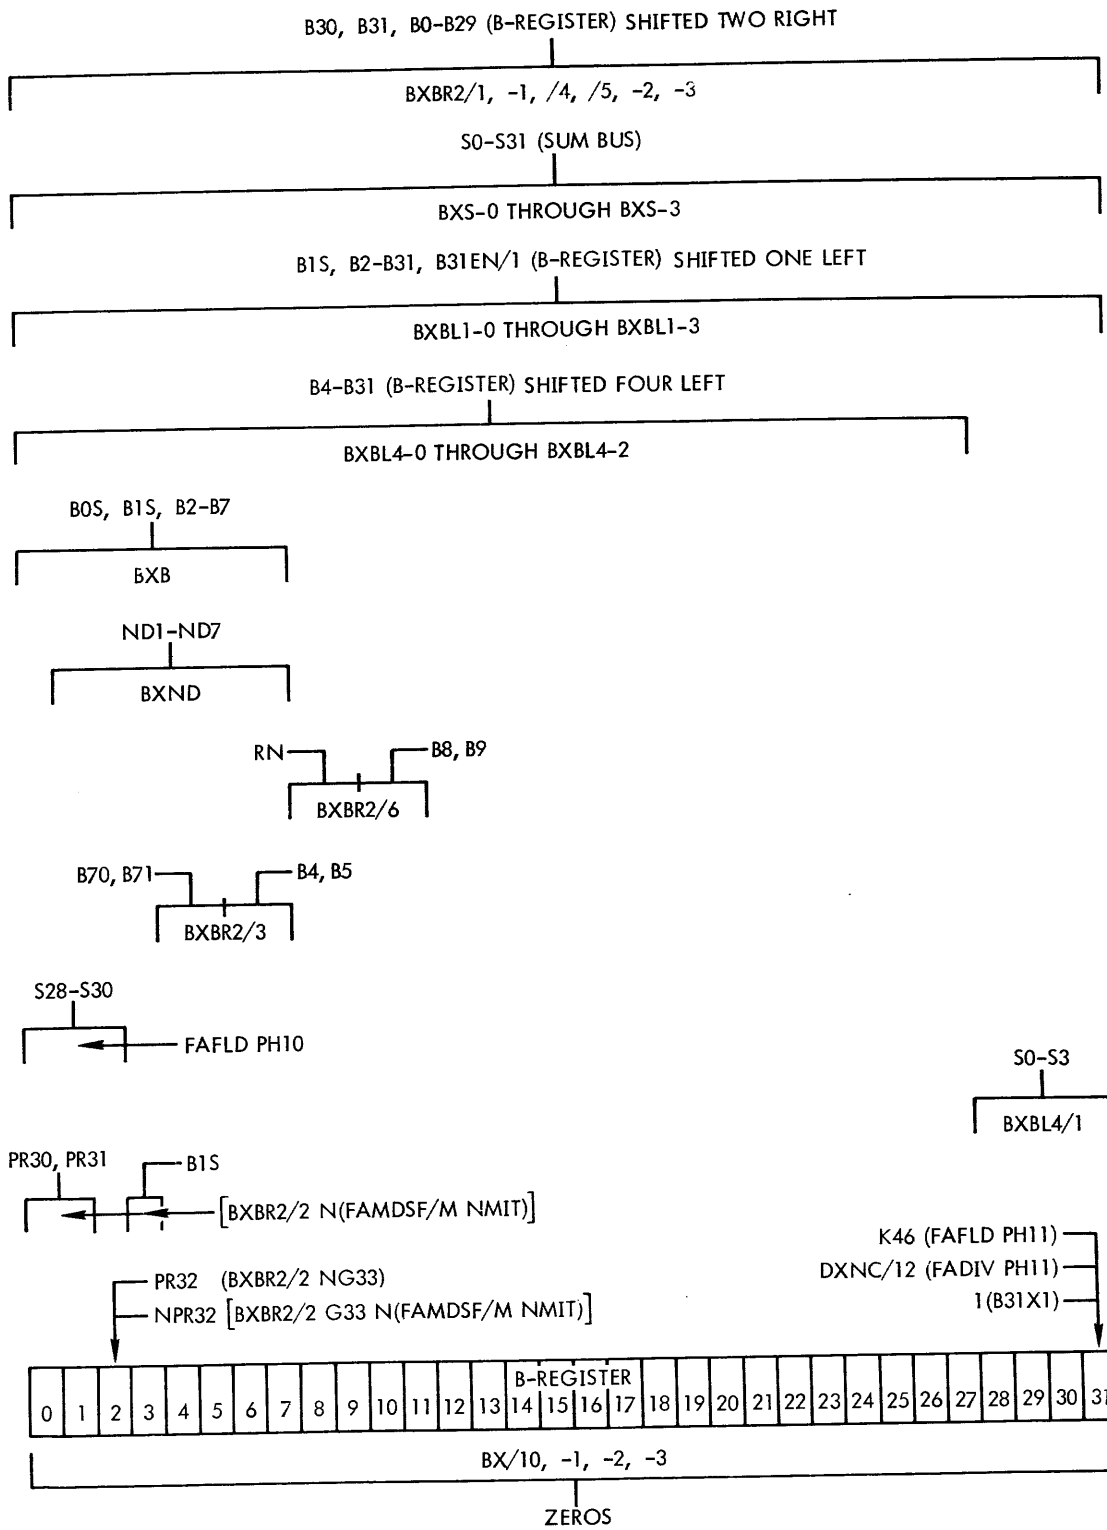 B30, B31, B0-B29 (B-REGISTER) SHIFTED TWO RIGHT
BXBR2/1, -1, /4, /5, -2, -3
S0-S31 (SUM BUS)
BXS-0 THROUGH BXS-3
B1S, B2-B31, B31EN/1 (B-REGISTER) SHIFTED ONE LEFT
BXBL1-0 THROUGH BXBL1-3
B4-B31 (B-REGISTER) SHIFTED FOUR LEFT
BXBL4-0 THROUGH BXBL4-2
B0S, B1S, B2-B7
BXB
ND1-ND7
BXND
RN
B8, B9
BXBR2/6
B70, B71
B4, B5
BXBR2/3
S28-S30
FAFLD PH10
S0-S3
BXBL4/1
PR30, PR31
B1S
[BXBR2/2 N(FAMDSF/M NMIT)]
K46 (FAFLD PH11)
DXNC/12 (FADIV PH11)
1(B31X1)
PR32 (BXBR2/2 NG33)
NPR32 [BXBR2/2 G33 N(FAMDSF/M NMIT)]
B-REGISTER
0 1 2 3 4 5 6 7 8 9 10 11 12 13 14 15 16 17 18 19 20 21 22 23 24 25 26 27 28 29 30 31
BX/10, -1, -2, -3
ZEROS